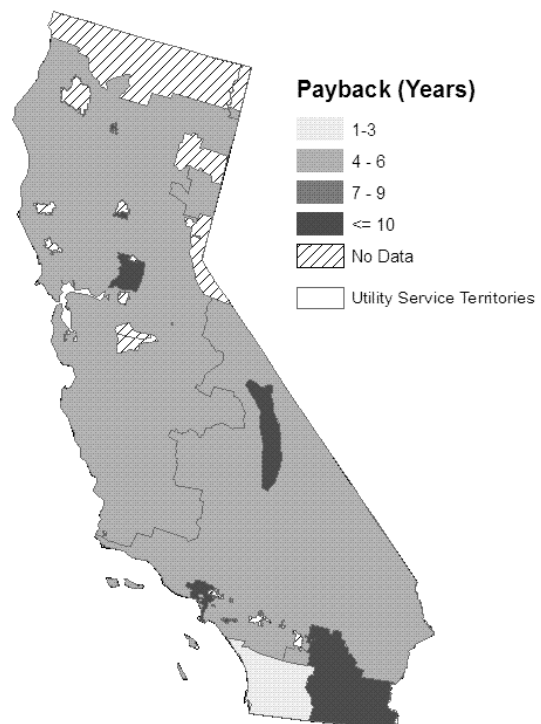 Payback (Years)
1-3
4 - 6
7 - 9
<= 10
No Data
Utility Service Territories